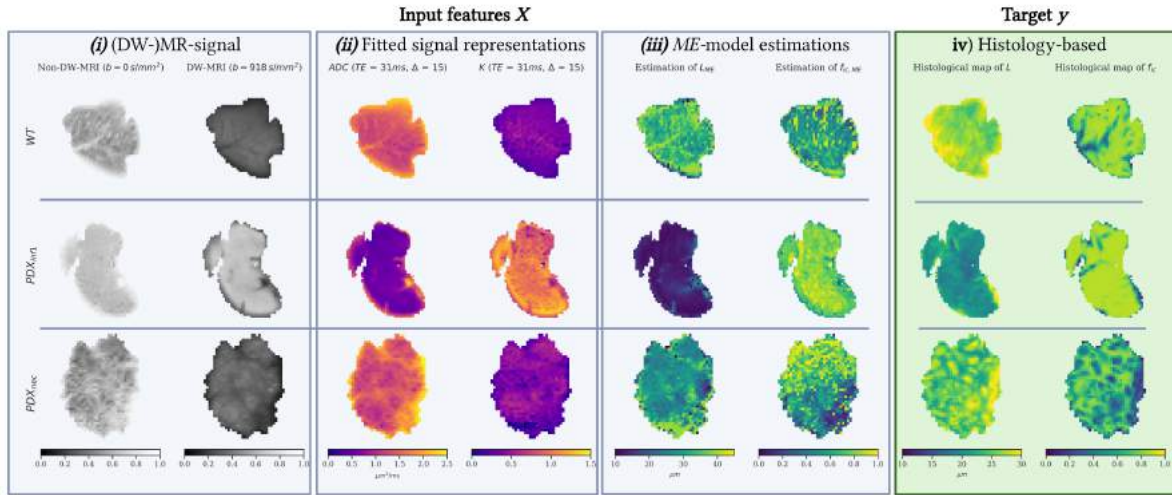 Input features X
Target y
(i) (DW-)MR-signal
(ii) Fitted signal representations
(iii) ME-model estimations
iv) Histology-based
Non-DW-MRI (b = 0 s/mm²)
DW-MRI (b = 918 s/mm²)
ADC (TE = 31ms, Δ = 15)
K (TE = 31ms, Δ = 15)
Estimation of L_ME
Estimation of f_ic, ME
Histological map of L
Histological map of f_ic
WT
PDX_infl
PDX_nec
0.0 0.2 0.4 0.6 0.8 1.0
0.0 0.2 0.4 0.6 0.8 1.0
0.0 0.5 1.0 1.5 2.0 2.5
0.0 0.5 1.0 1.5
10 20 30 40
0.0 0.2 0.4 0.6 0.8 1.0
10 15 20 25 30
0.0 0.2 0.4 0.6 0.8 1.0
μm²/ms
μm
μm